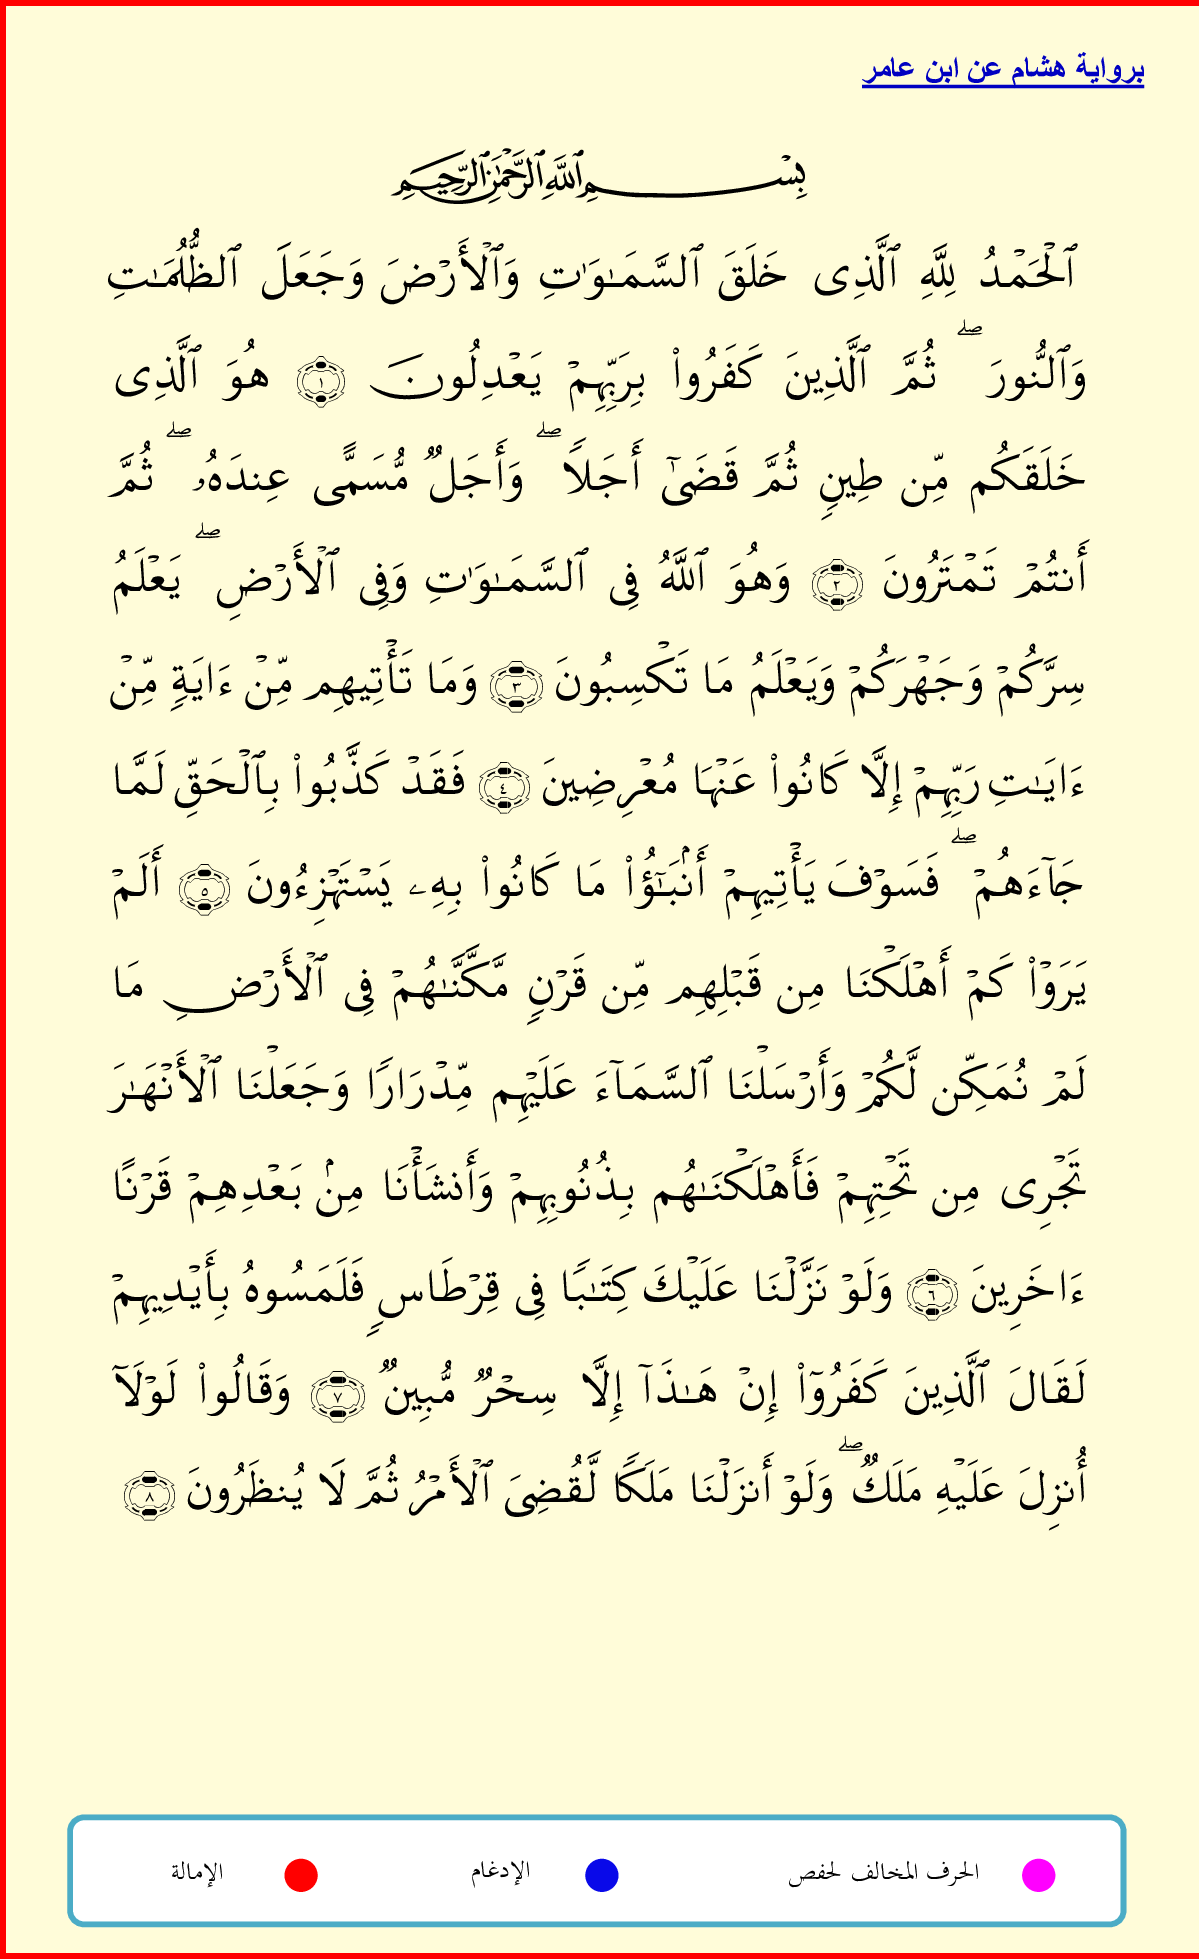 برواية هشام عن ابن عامر
بِسْمِ ٱللَّهِ ٱلرَّحْمَٰنِ ٱلرَّحِيمِ
ٱلْحَمْدُ لِلَّهِ ٱلَّذِى خَلَقَ ٱلسَّمَـٰوَٰتِ وَٱلْأَرْضَ وَجَعَلَ ٱلظُّلُمَـٰتِ
وَٱلنُّورَ ۖ ثُمَّ ٱلَّذِينَ كَفَرُوا۟ بِرَبِّهِمْ يَعْدِلُونَ ١ هُوَ ٱلَّذِى
خَلَقَكُم مِّن طِينٍ ثُمَّ قَضَىٰٓ أَجَلًا ۖ وَأَجَلٌ مُّسَمًّى عِندَهُۥ ۖ ثُمَّ
أَنتُمْ تَمْتَرُونَ ٢ وَهُوَ ٱللَّهُ فِى ٱلسَّمَـٰوَٰتِ وَفِى ٱلْأَرْضِ ۖ يَعْلَمُ
سِرَّكُمْ وَجَهْرَكُمْ وَيَعْلَمُ مَا تَكْسِبُونَ ٣ وَمَا تَأْتِيهِم مِّنْ ءَايَةٍ مِّنْ
ءَايَـٰتِ رَبِّهِمْ إِلَّا كَانُوا۟ عَنْهَا مُعْرِضِينَ ٤ فَقَدْ كَذَّبُوا۟ بِٱلْحَقِّ لَمَّا
جَآءَهُمْ ۖ فَسَوْفَ يَأْتِيهِمْ أَنۢبَـٰٓؤُا۟ مَا كَانُوا۟ بِهِۦ يَسْتَهْزِءُونَ ٥ أَلَمْ
يَرَوْا۟ كَمْ أَهْلَكْنَا مِن قَبْلِهِم مِّن قَرْنٍ مَّكَّنَّـٰهُمْ فِى ٱلْأَرْضِ مَا
لَمْ نُمَكِّن لَّكُمْ وَأَرْسَلْنَا ٱلسَّمَآءَ عَلَيْهِم مِّدْرَارًا وَجَعَلْنَا ٱلْأَنْهَـٰرَ
تَجْرِى مِن تَحْتِهِمْ فَأَهْلَكْنَـٰهُم بِذُنُوبِهِمْ وَأَنشَأْنَا مِنۢ بَعْدِهِمْ قَرْنًا
ءَاخَرِينَ ٦ وَلَوْ نَزَّلْنَا عَلَيْكَ كِتَـٰبًا فِى قِرْطَاسٍ فَلَمَسُوهُ بِأَيْدِيهِمْ
لَقَالَ ٱلَّذِينَ كَفَرُوٓا۟ إِنْ هَـٰذَآ إِلَّا سِحْرٌ مُّبِينٌ ٧ وَقَالُوا۟ لَوْلَآ
أُنزِلَ عَلَيْهِ مَلَكٌ ۖ وَلَوْ أَنزَلْنَا مَلَكًا لَّقُضِىَ ٱلْأَمْرُ ثُمَّ لَا يُنظَرُونَ ٨
الحرف المخالف لحفص الإدغام الإمالة